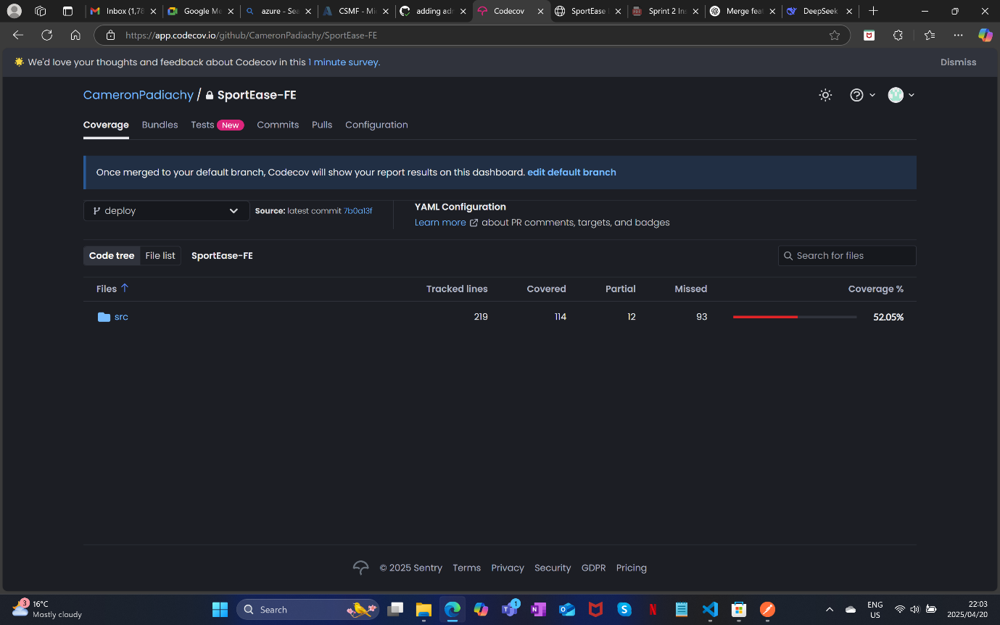 Inbox (1,78
Google Me
azure - Sea
CSMF - Mi
adding adr
Codecov
SportEase
Sprint 2 Ins
Merge feat
DeepSeek
https://app.codecov.io/github/CameronPadiachy/SportEase-FE
We'd love your thoughts and feedback about Codecov in this 1 minute survey.
Dismiss
CameronPadiachy / SportEase-FE
Coverage Bundles Tests New Commits Pulls Configuration
Once merged to your default branch, Codecov will show your report results on this dashboard. edit default branch
deploy
Source: latest commit 7b0a13f
YAML Configuration
Learn more about PR comments, targets, and badges
Code tree File list SportEase-FE
Search for files
Files Tracked lines Covered Partial Missed Coverage %
src 219 114 12 93 52.05%
© 2025 Sentry Terms Privacy Security GDPR Pricing
3
16°C
Mostly cloudy
Search
1
ENG
US
22:03
2025/04/20